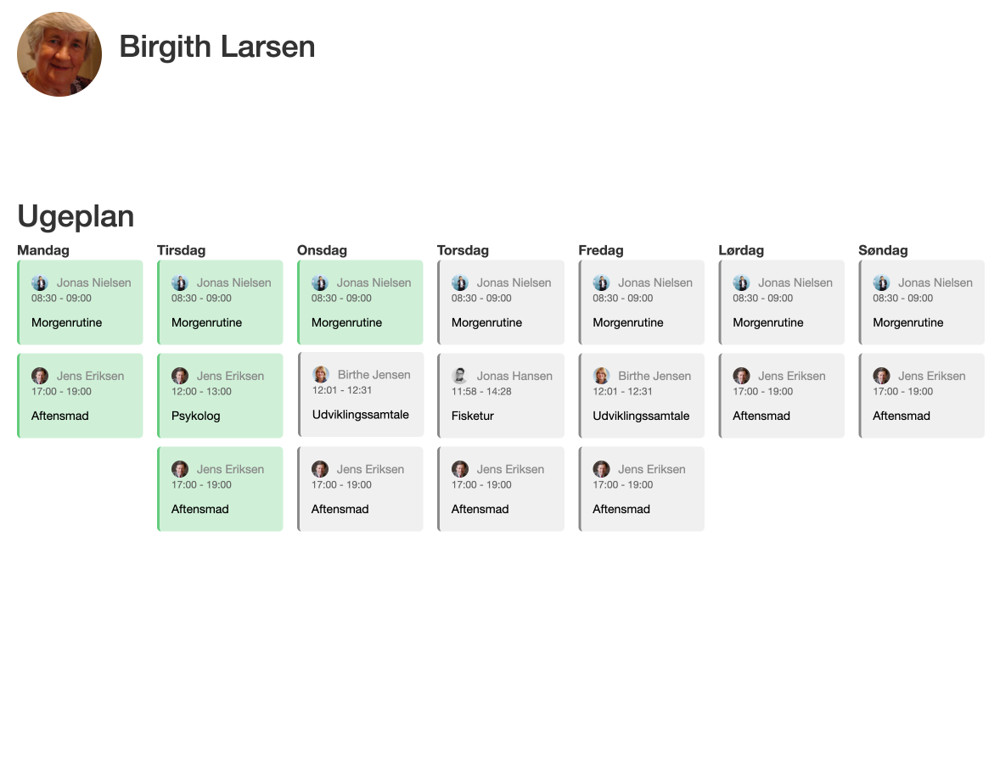 Birgith Larsen
Ugeplan
Mandag
Jonas Nielsen
08:30 - 09:00
Morgenrutine
Jens Eriksen
17:00 - 19:00
Aftensmad
Tirsdag
Jonas Nielsen
08:30 - 09:00
Morgenrutine
Jens Eriksen
12:00 - 13:00
Psykolog
Jens Eriksen
17:00 - 19:00
Aftensmad
Onsdag
Jonas Nielsen
08:30 - 09:00
Morgenrutine
Birthe Jensen
12:01 - 12:31
Udviklingssamtale
Jens Eriksen
17:00 - 19:00
Aftensmad
Torsdag
Jonas Nielsen
08:30 - 09:00
Morgenrutine
Jonas Hansen
11:58 - 14:28
Fisketur
Jens Eriksen
17:00 - 19:00
Aftensmad
Fredag
Jonas Nielsen
08:30 - 09:00
Morgenrutine
Birthe Jensen
12:01 - 12:31
Udviklingssamtale
Jens Eriksen
17:00 - 19:00
Aftensmad
Lørdag
Jonas Nielsen
08:30 - 09:00
Morgenrutine
Jens Eriksen
17:00 - 19:00
Aftensmad
Søndag
Jonas Nielsen
08:30 - 09:00
Morgenrutine
Jens Eriksen
17:00 - 19:00
Aftensmad